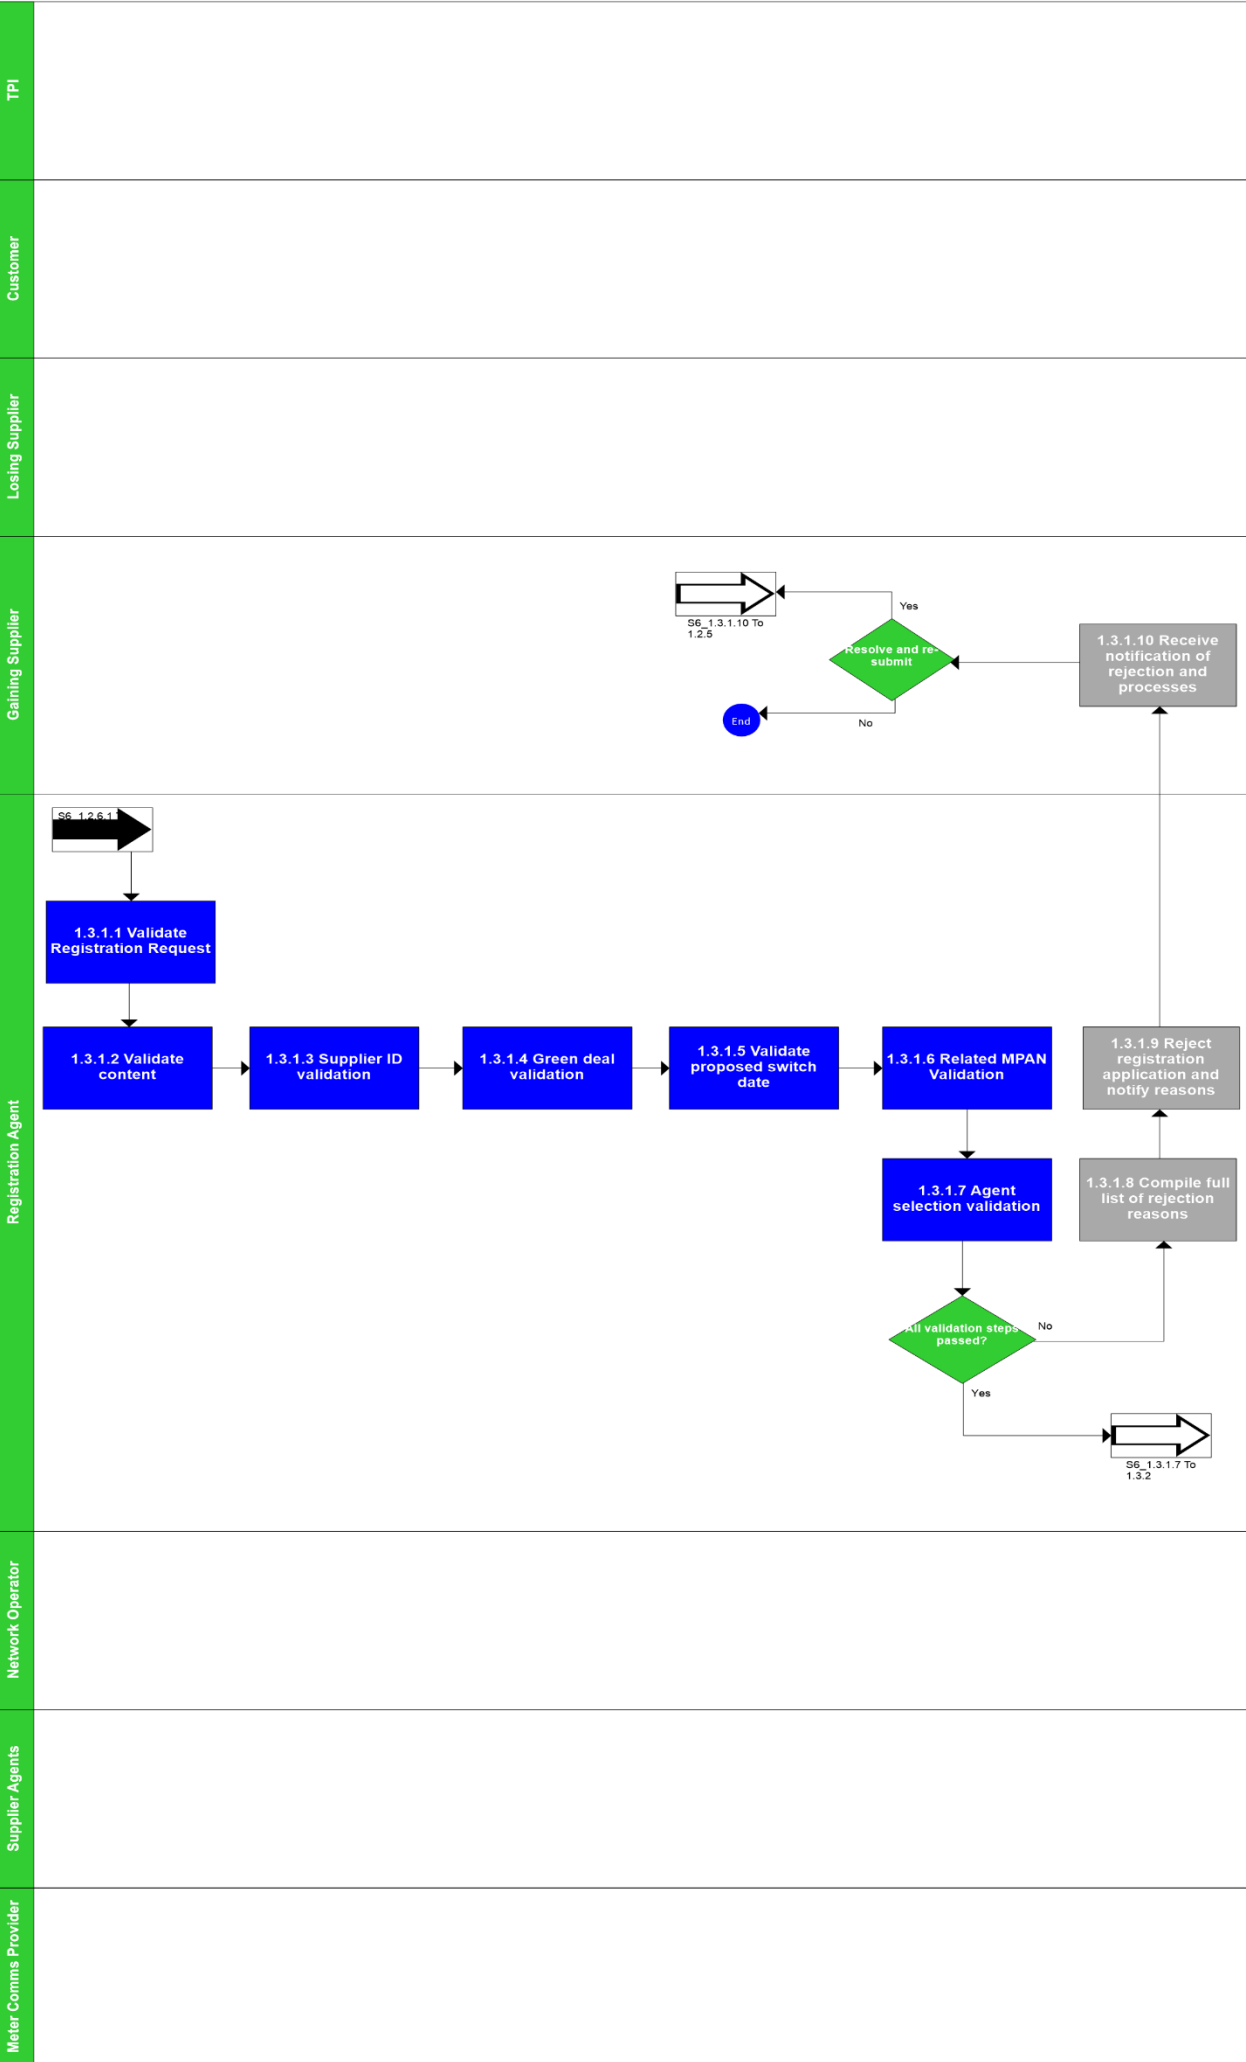 TPI
Customer
Losing Supplier
Gaining Supplier
S6_1.3.1.10 To
1.2.5
Yes
Resolve and re-
submit
No
End
1.3.1.10 Receive
notification of
rejection and
processes
Registration Agent
S6_1.2.6.1
1.3.1.1 Validate
Registration Request
1.3.1.2 Validate
content
1.3.1.3 Supplier ID
validation
1.3.1.4 Green deal
validation
1.3.1.5 Validate
proposed switch
date
1.3.1.6 Related MPAN
Validation
1.3.1.9 Reject
registration
application and
notify reasons
1.3.1.7 Agent
selection validation
1.3.1.8 Compile full
list of rejection
reasons
All validation steps
passed?
No
Yes
S6_1.3.1.7 To
1.3.2
Network Operator
Supplier Agents
Meter Comms Provider